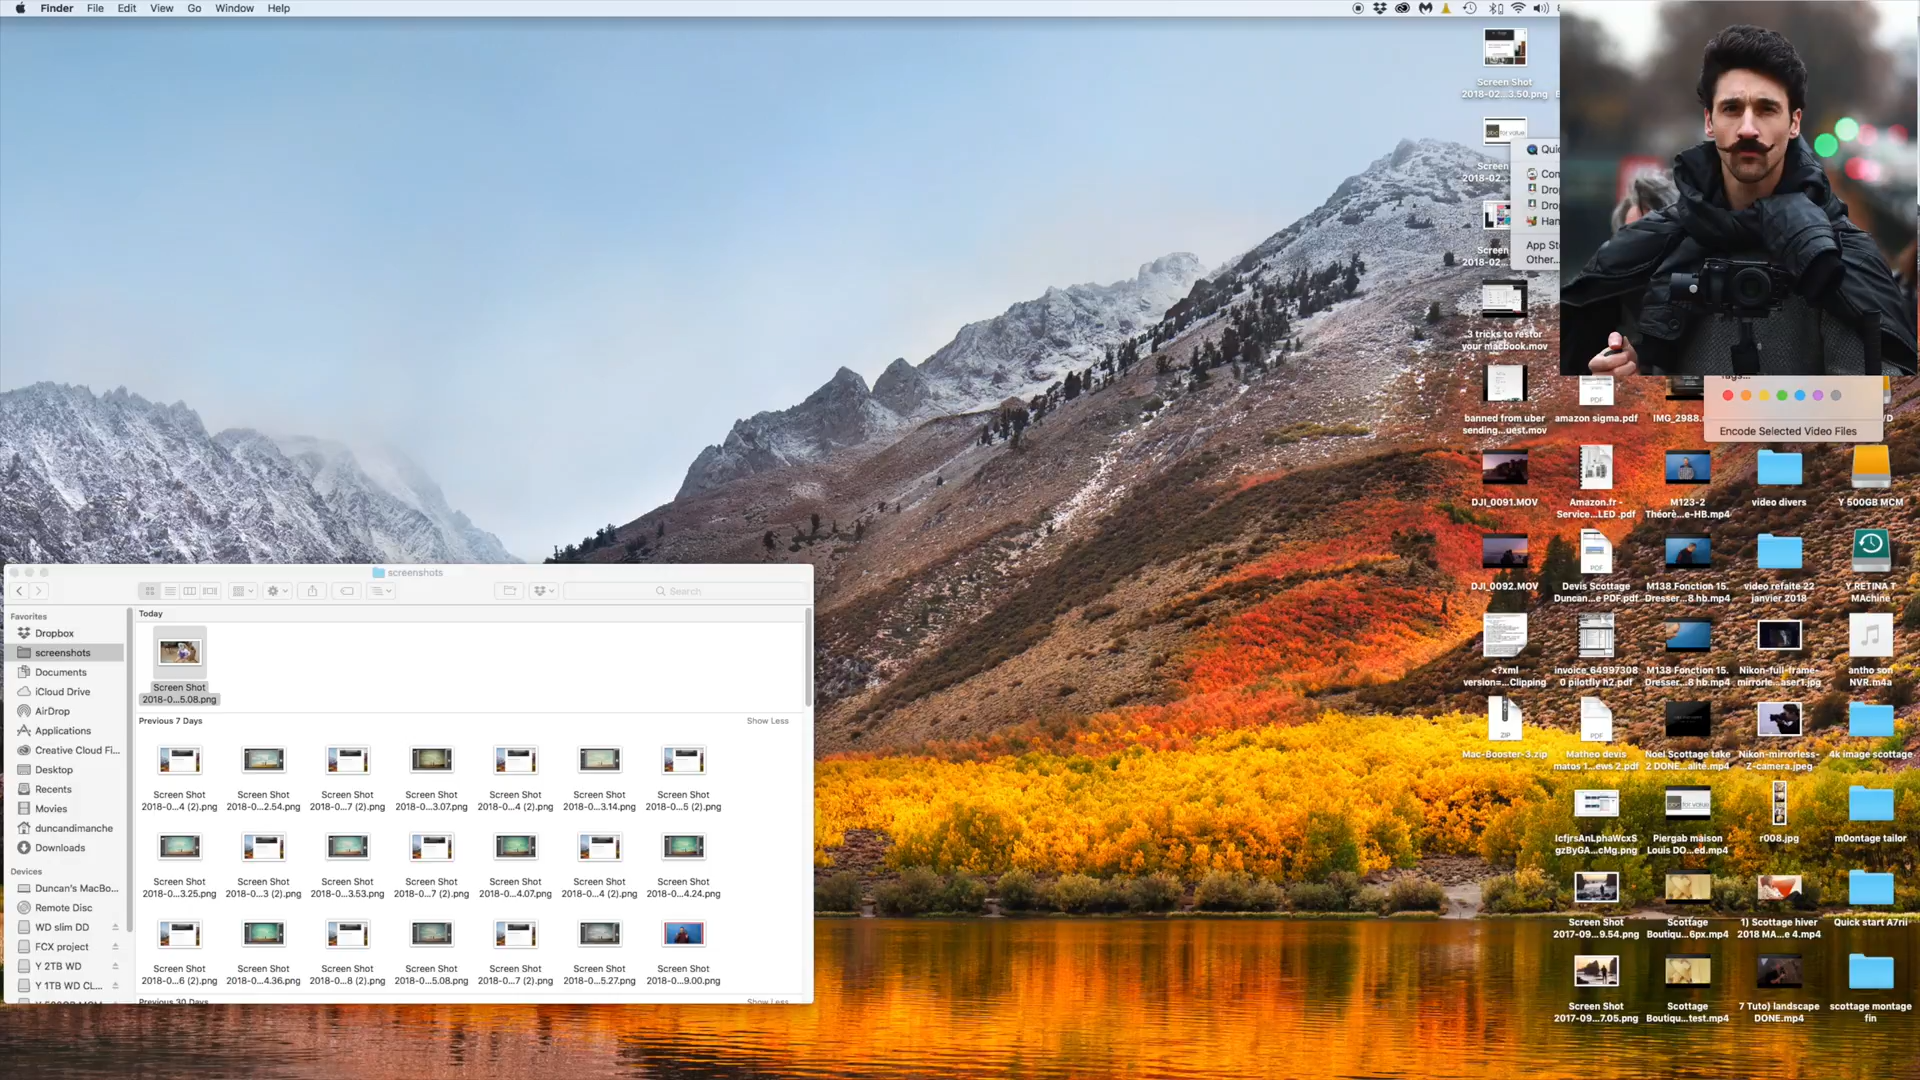 Finder File Edit View Go Window Help
Screen Shot
2018-02...3.50.png
abc for value
Screen
2018-02...
Screen
2018-02...
Other...
3 tricks to restor
your macbook.mov
banned from uber
sending...uest.mov
amazon sigma.pdf
PDF
Tags...
Encode Selected Video Files
DJI_0091.MOV
Amazon.fr -
Service...LED .pdf
M123-2
Théorè...e-HB.mp4
video divers
Y 500GB MCM
DJI_0092.MOV
PDF
Devis Scottage
Duncan...e PDF.pdf
M138 Fonction 15.
Dresser...8 hb.mp4
video refaite 22
janvier 2018
Y RETINA T
MAchine
<?xml
version=...Clipping
invoice_64997308
0 pilotfly h2.pdf
M138 Fonction 15.
Dresser...8 hb.mp4
Nikon-full-frame-
mirrorle...aser1.jpg
antho son
NVR.m4a
ZIP
Mac-Booster-3.zip
PDF
Matheo devis
matos 1...ews 2.pdf
Noel Scottage take
2 DONE...alité.mp4
Nikon-mirrorless-
Z-camera.jpeg
4k image scottage
IcfjrsAnLphaWcxS
gzByGA...cMg.png
Piergab maison
Louis DO...ed.mp4
r008.jpg
m0ontage tailor
Screen Shot
2017-09...9.54.png
Scottage
Boutiqu...6px.mp4
1) Scottage hiver
2018 MA...e 4.mp4
Quick start A7rii
Screen Shot
2017-09...7.05.png
Scottage
Boutiqu...test.mp4
7 Tuto) landscape
DONE.mp4
scottage montage
fin
screenshots
Search
Favorites
Dropbox
screenshots
Documents
iCloud Drive
AirDrop
Applications
Creative Cloud Fi...
Desktop
Recents
Movies
duncandimanche
Downloads
Devices
Duncan's MacBo...
Remote Disc
WD slim DD
FCX project
Y 2TB WD
Y 1TB WD CL...
Y 500GB MCM
Today
Screen Shot
2018-0...5.08.png
Previous 7 Days Show Less
Screen Shot Screen Shot Screen Shot Screen Shot Screen Shot Screen Shot Screen Shot
2018-0...4 (2).png 2018-0...2.54.png 2018-0...7 (2).png 2018-0...3.07.png 2018-0...4 (2).png 2018-0...3.14.png 2018-0...5 (2).png
Screen Shot Screen Shot Screen Shot Screen Shot Screen Shot Screen Shot Screen Shot
2018-0...3.25.png 2018-0...3 (2).png 2018-0...3.53.png 2018-0...7 (2).png 2018-0...4.07.png 2018-0...4 (2).png 2018-0...4.24.png
Screen Shot Screen Shot Screen Shot Screen Shot Screen Shot Screen Shot Screen Shot
2018-0...6 (2).png 2018-0...4.36.png 2018-0...8 (2).png 2018-0...5.08.png 2018-0...7 (2).png 2018-0...5.27.png 2018-0...9.00.png
Previous 30 Days Show Less